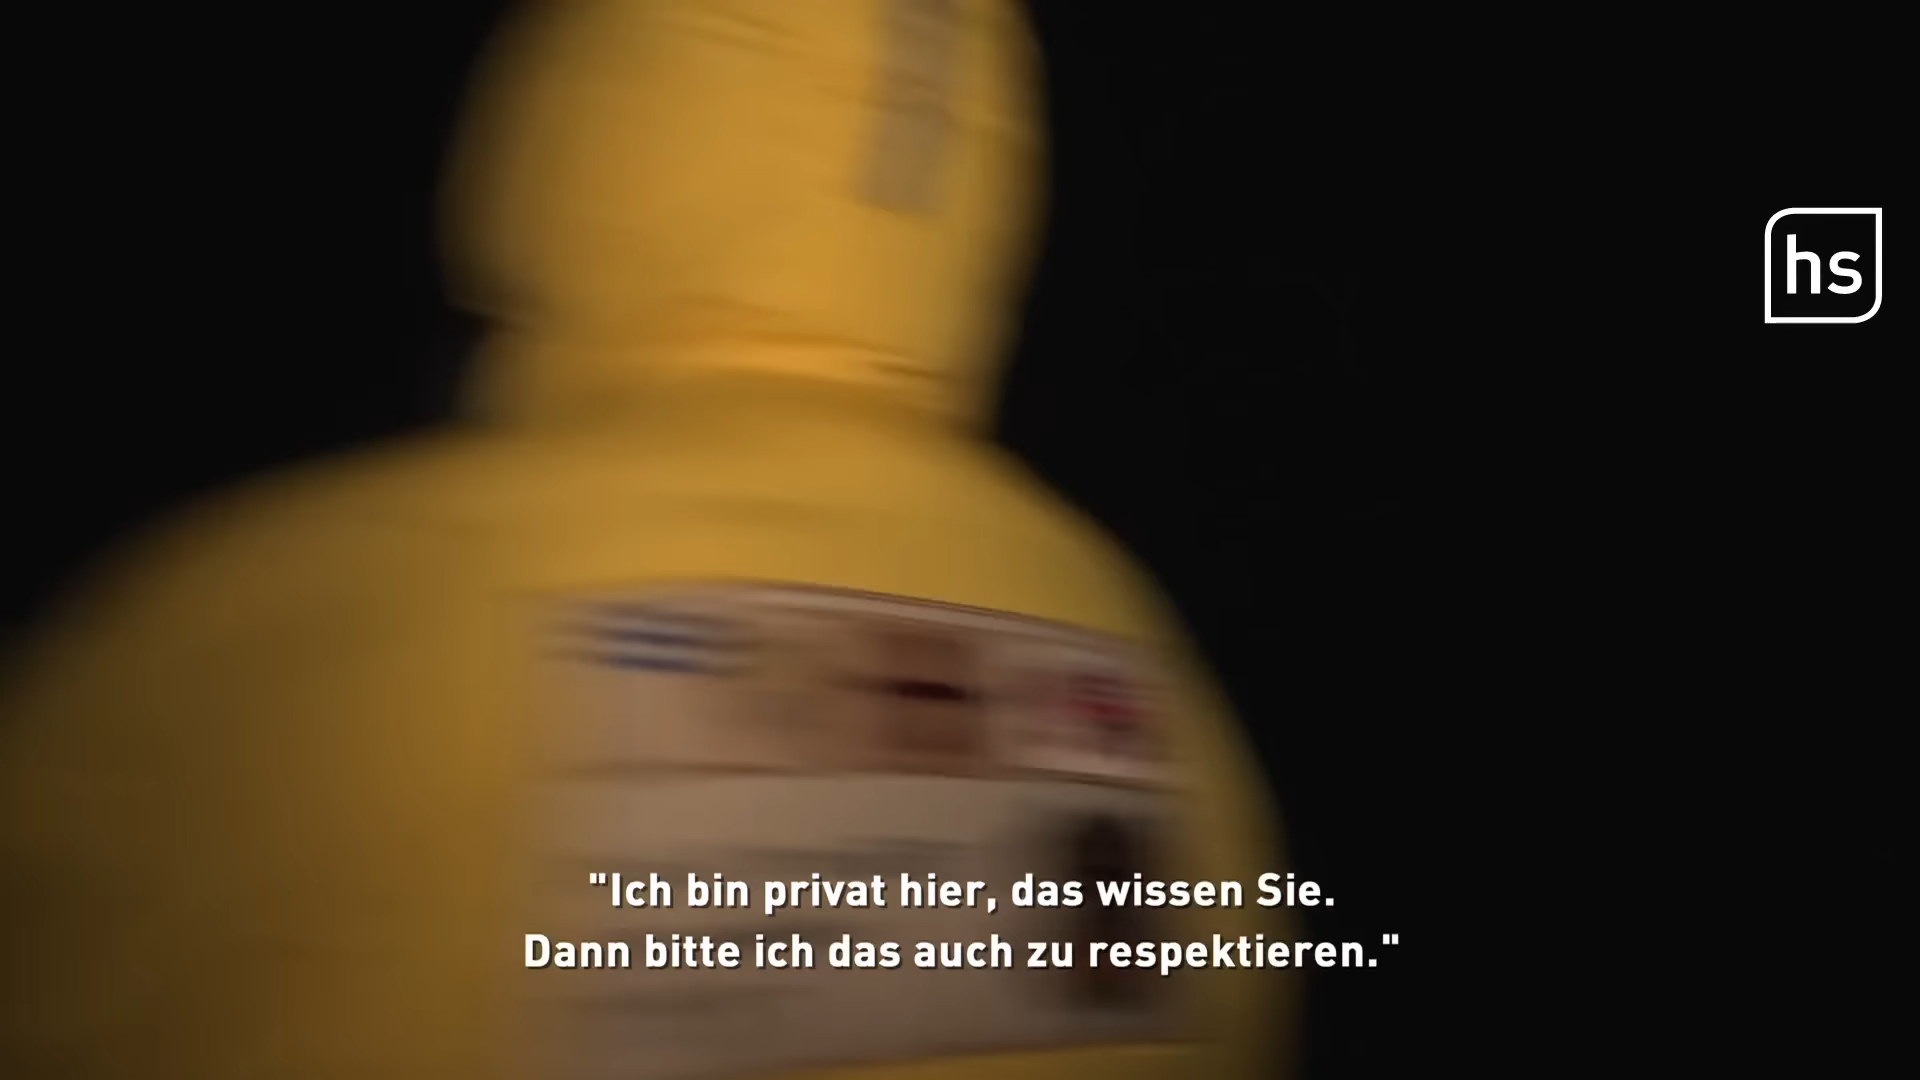 hs
"Ich bin privat hier, das wissen Sie.
Dann bitte ich das auch zu respektieren."